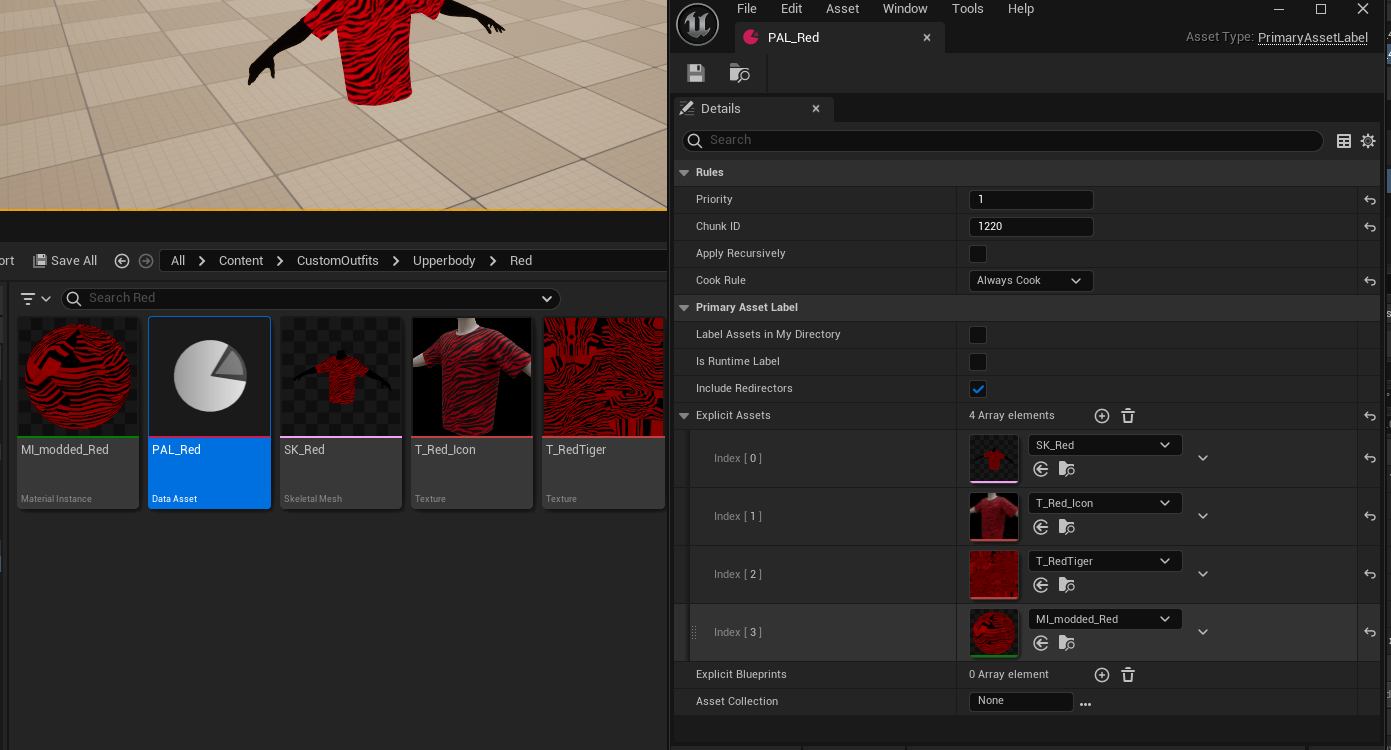 File Edit Asset Window Tools Help
PAL_Red
Asset Type: PrimaryAssetLabel
Details
Search
Rules
Priority 1
Chunk ID 1220
Apply Recursively
Cook Rule Always Cook
Primary Asset Label
Label Assets in My Directory
Is Runtime Label
Include Redirectors
Explicit Assets 4 Array elements
Index [ 0 ] SK_Red
Index [ 1 ] T_Red_Icon
Index [ 2 ] T_RedTiger
Index [ 3 ] MI_modded_Red
Explicit Blueprints 0 Array element
Asset Collection None
ort Save All All Content CustomOutfits Upperbody Red
Search Red
MI_modded_Red PAL_Red SK_Red T_Red_Icon T_RedTiger
Material Instance Data Asset Skeletal Mesh Texture Texture